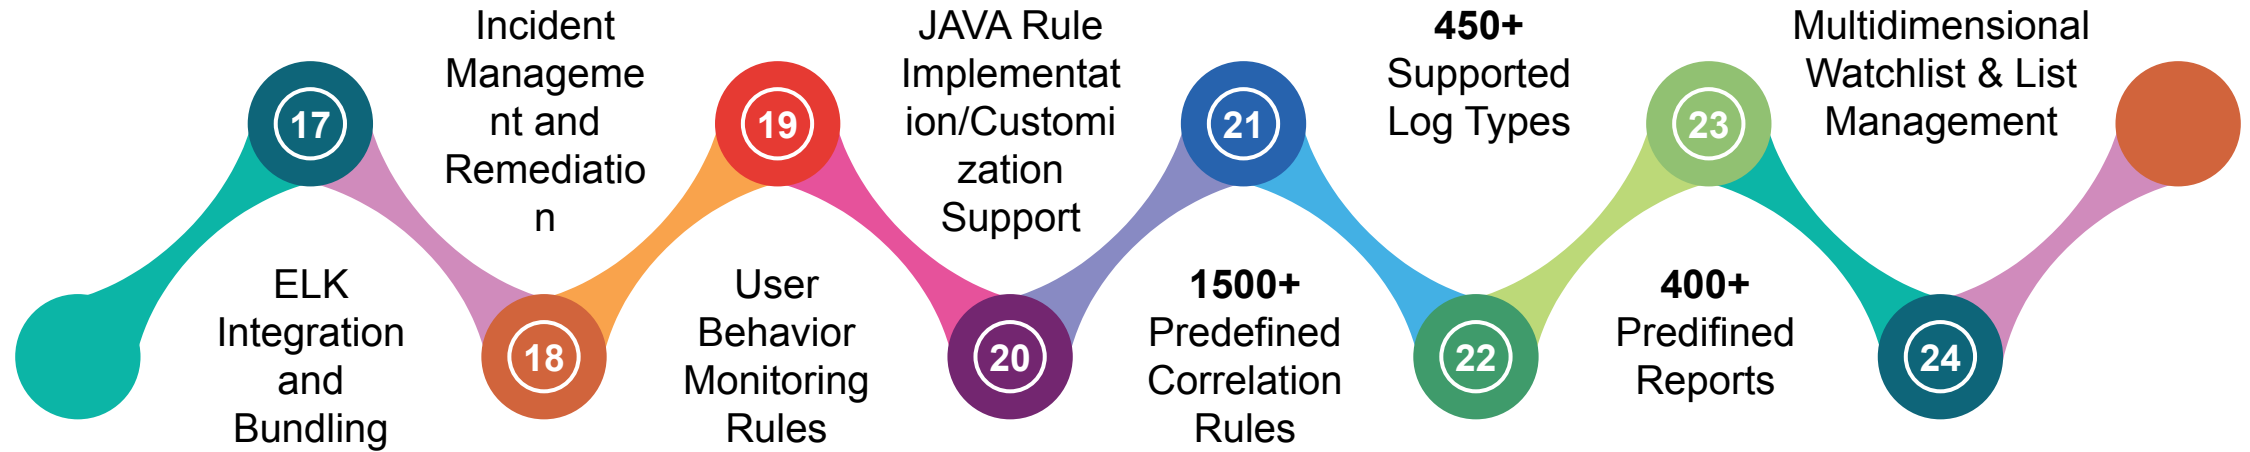 17
ELK
Integration
and
Bundling
Incident
Manageme
nt and
Remediatio
n
18
19
User
Behavior
Monitoring
Rules
JAVA Rule
Implementat
ion/Customi
zation
Support
20
21
1500+
Predefined
Correlation
Rules
450+
Supported
Log Types
22
23
400+
Predifined
Reports
Multidimensional
Watchlist & List
Management
24